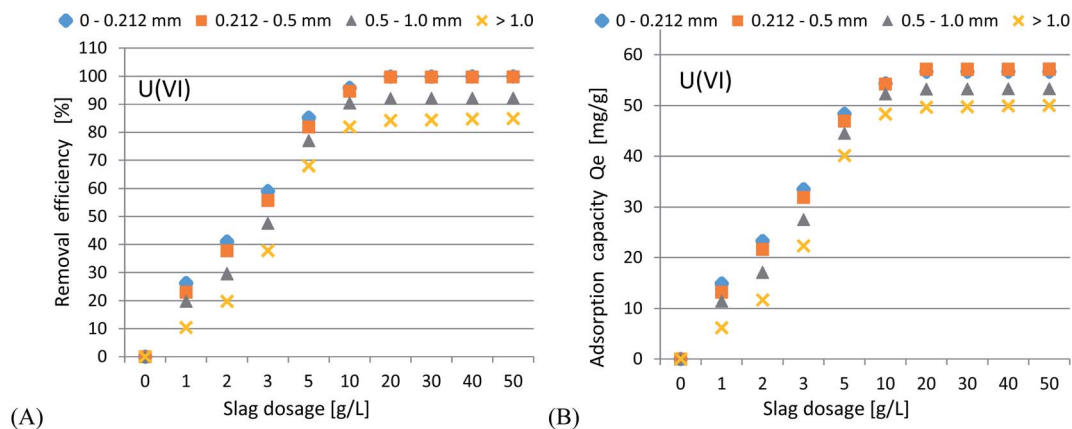 0 - 0.212 mm 0.212 - 0.5 mm 0.5 - 1.0 mm > 1.0
110
100
90
80
70
60
50
40
30
20
10
0
Removal efficiency [%]
U(VI)
0 1 2 3 5 10 20 30 40 50
Slag dosage [g/L]
(A)
0 - 0.212 mm 0.212 - 0.5 mm 0.5 - 1.0 mm > 1.0
60
50
40
30
20
10
0
Adsorption capacity Qe [mg/g]
U(VI)
0 1 2 3 5 10 20 30 40 50
Slag dosage [g/L]
(B)